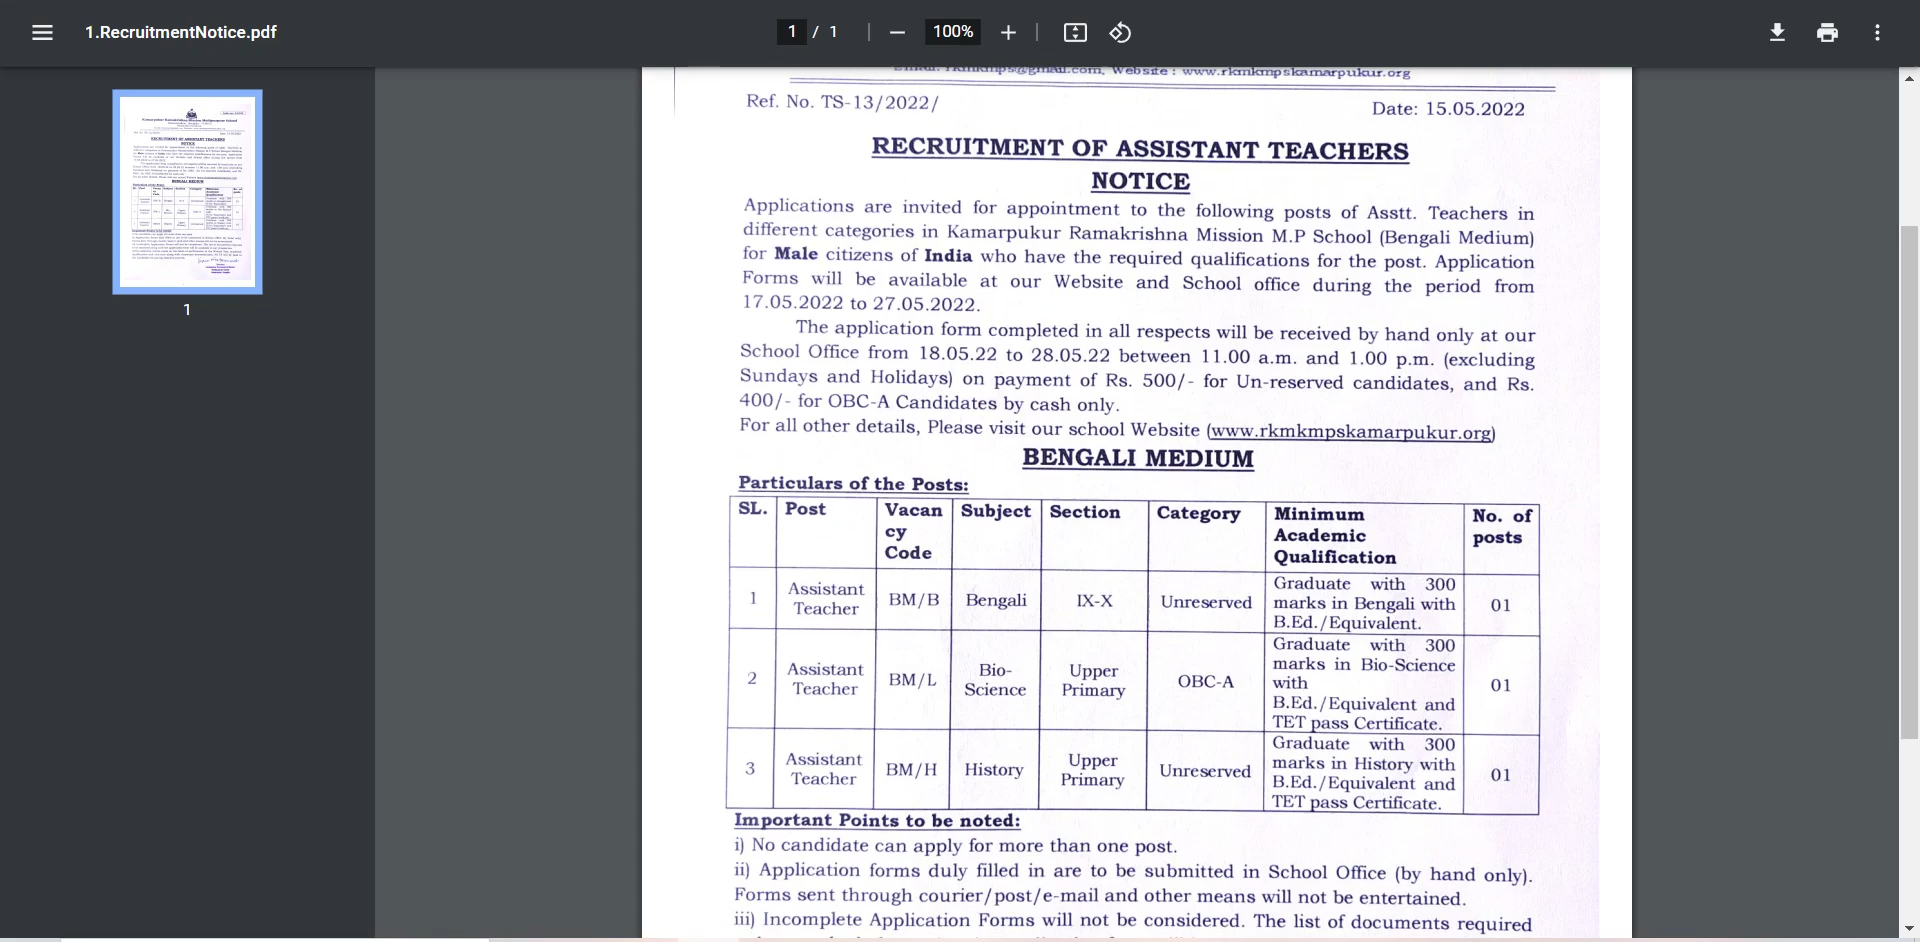 1.RecruitmentNotice.pdf
1 / 1
100%
1
Email: rkmkmps@gmail.com, Website : www.rkmkmpskamarpukur.org
Ref. No. TS-13/2022/
Date: 15.05.2022
RECRUITMENT OF ASSISTANT TEACHERS
NOTICE
Applications are invited for appointment to the following posts of Asstt. Teachers in
different categories in Kamarpukur Ramakrishna Mission M.P School (Bengali Medium)
for Male citizens of India who have the required qualifications for the post. Application
Forms will be available at our Website and School office during the period from
17.05.2022 to 27.05.2022.
The application form completed in all respects will be received by hand only at our
School Office from 18.05.22 to 28.05.22 between 11.00 a.m. and 1.00 p.m. (excluding
Sundays and Holidays) on payment of Rs. 500/- for Un-reserved candidates, and Rs.
400/- for OBC-A Candidates by cash only.
For all other details, Please visit our school Website (www.rkmkmpskamarpukur.org)
BENGALI MEDIUM
Particulars of the Posts:
SL. Post Vacan Subject Section Category Minimum No. of
cy Academic posts
Code Qualification
1 Assistant Teacher BM/B Bengali IX-X Unreserved Graduate with 300
marks in Bengali with
B.Ed./Equivalent. 01
2 Assistant Teacher BM/L Bio-Science Upper Primary OBC-A Graduate with 300
marks in Bio-Science
with
B.Ed./Equivalent and
TET pass Certificate. 01
3 Assistant Teacher BM/H History Upper Primary Unreserved Graduate with 300
marks in History with
B.Ed./Equivalent and
TET pass Certificate. 01
Important Points to be noted:
i) No candidate can apply for more than one post.
ii) Application forms duly filled in are to be submitted in School Office (by hand only).
Forms sent through courier/post/e-mail and other means will not be entertained.
iii) Incomplete Application Forms will not be considered. The list of documents required